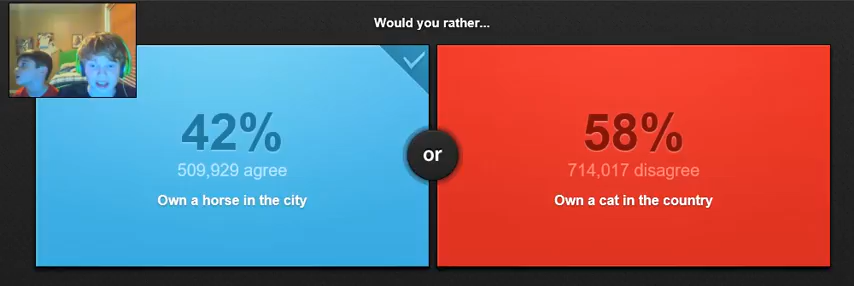 Would you rather...
42%
509,929 agree
Own a horse in the city
or
58%
714,017 disagree
Own a cat in the country